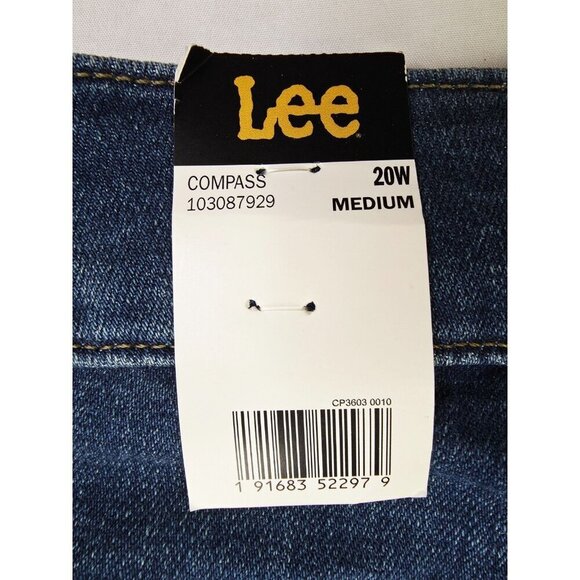 Lee
COMPASS 20W
103087929 MEDIUM
CP3603 0010
1 91683 52297 9